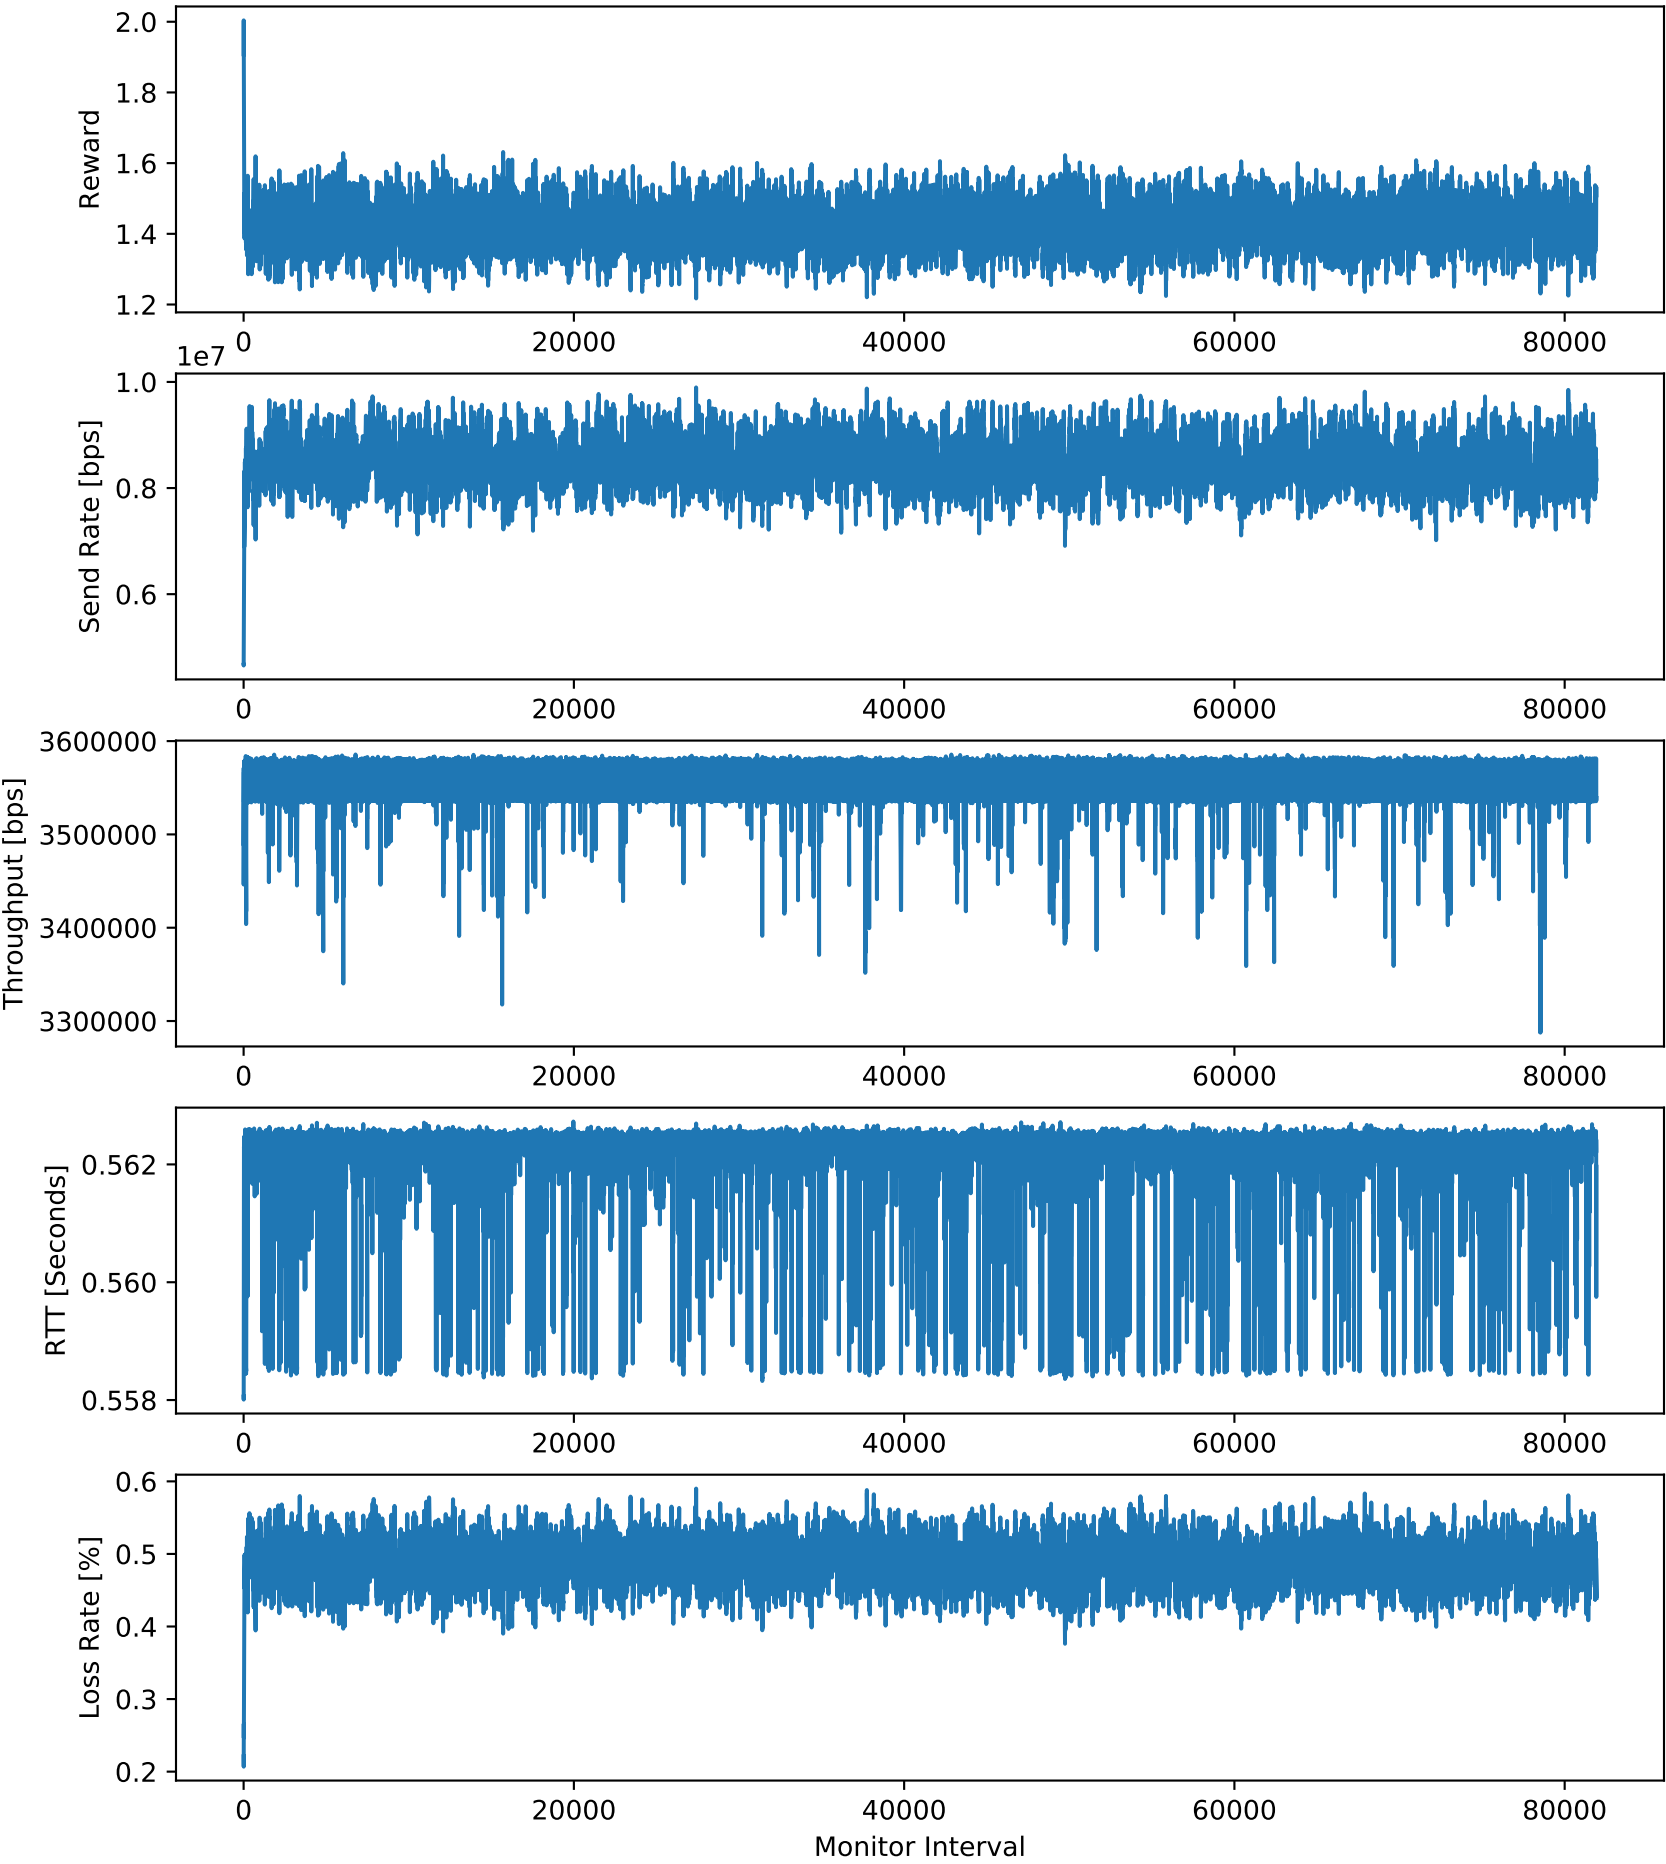 2.0
1.8
1.6
1.4
1.2
Reward
0 20000 40000 60000 80000
1e7
1.0
0.8
0.6
Send Rate [bps]
0 20000 40000 60000 80000
3600000
3500000
3400000
3300000
Throughput [bps]
0 20000 40000 60000 80000
0.562
0.560
0.558
RTT [Seconds]
0 20000 40000 60000 80000
0.6
0.5
0.4
0.3
0.2
Loss Rate [%]
0 20000 40000 60000 80000
Monitor Interval